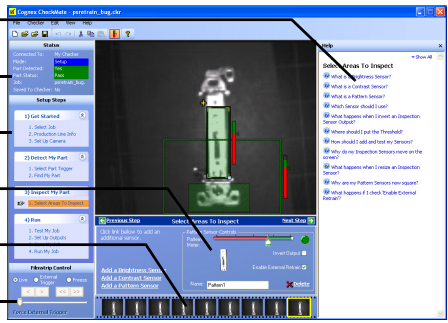 Cognex CheckMate - peretrain_bug.ckr
File Checker Edit View Help
Status
Connected To: My Checker
Mode: Setup
Part Detected: Yes
Part Status: Pass
Job: peretrain_bug.
Saved To Checker: No
Setup Steps
1) Get Started
1. Select Job
2. Production Line Info
3. Set Up Camera
2) Detect My Part
1. Select Part Trigger
2. Find My Part
3) Inspect My Part
1. Select Areas To Inspect
4) Run
1. Test My Job
2. Set Up Outputs
4. Run My Job
Filmstrip Control
Live
External Trigger
Freeze
Force External Trigger
Previous Step
Select Areas To Inspect
Next Step
Click link below to add an additional sensor.
Add a Brightness Sensor
Add a Contrast Sensor
Add a Pattern Sensor
Pattern Sensor Controls
Pattern Meter
Invert Output
Enable External Retrain
Name: Pattern1
Delete
Help
Show All
Select Areas To Inspect
What is a Brightness Sensor?
What is a Contrast Sensor?
What is a Pattern Sensor?
Which Sensor should I use?
What happens when I invert an Inspection
Sensor Output?
Where should I put the Threshold?
How should I add and test my Sensors?
Why do my Inspection Sensors move on the
screen?
What happens when I resize an Inspection
Sensor?
Why are my Pattern Sensors now square?
What happens if I check 'Enable External
Retrain'?